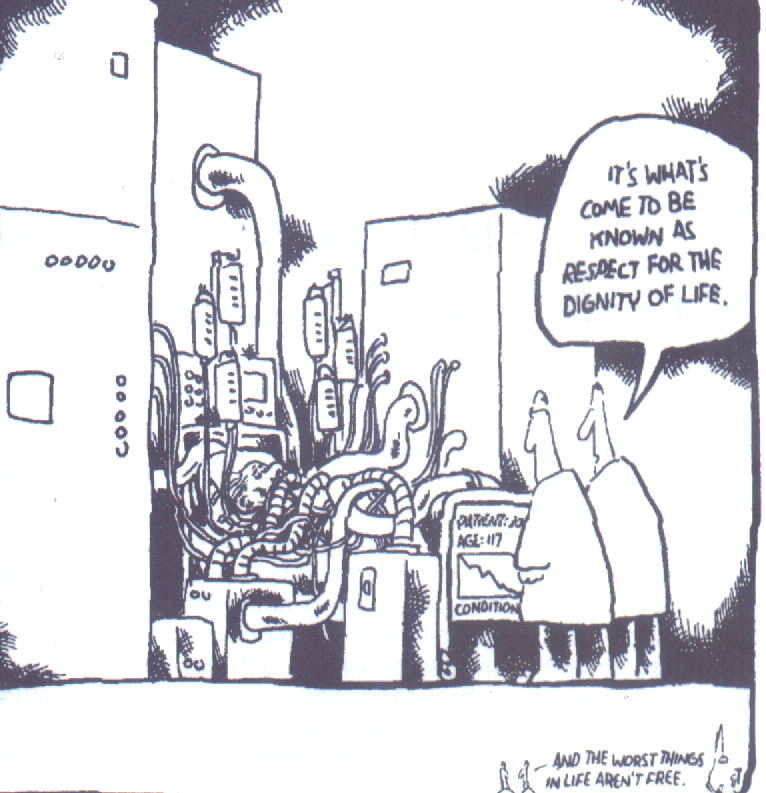 IT'S WHAT'S
COME TO BE
KNOWN AS
RESPECT FOR THE
DIGNITY OF LIFE.
PATIENT: JO
AGE: 117
CONDITION
AND THE WORST THINGS
IN LIFE AREN'T FREE.